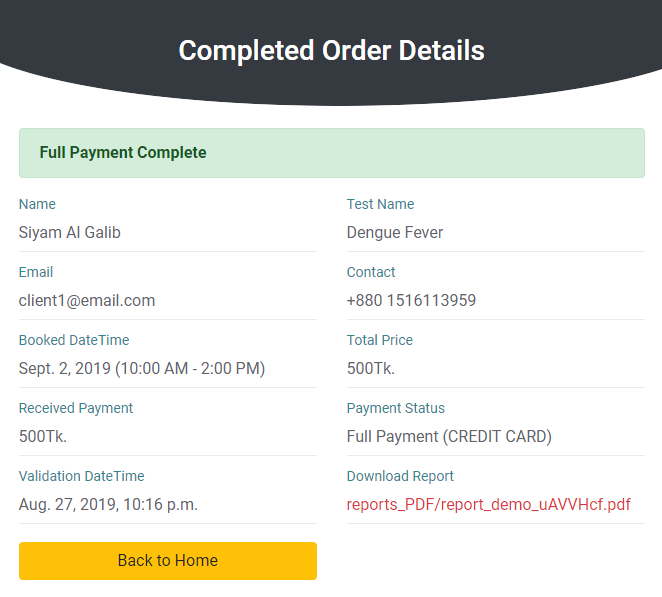 Completed Order Details
Full Payment Complete
Name
Siyam Al Galib
Test Name
Dengue Fever
Email
client1@email.com
Contact
+880 1516113959
Booked DateTime
Sept. 2, 2019 (10:00 AM - 2:00 PM)
Total Price
500Tk.
Received Payment
500Tk.
Payment Status
Full Payment (CREDIT CARD)
Validation DateTime
Aug. 27, 2019, 10:16 p.m.
Download Report
reports_PDF/report_demo_uAVVHcf.pdf
Back to Home